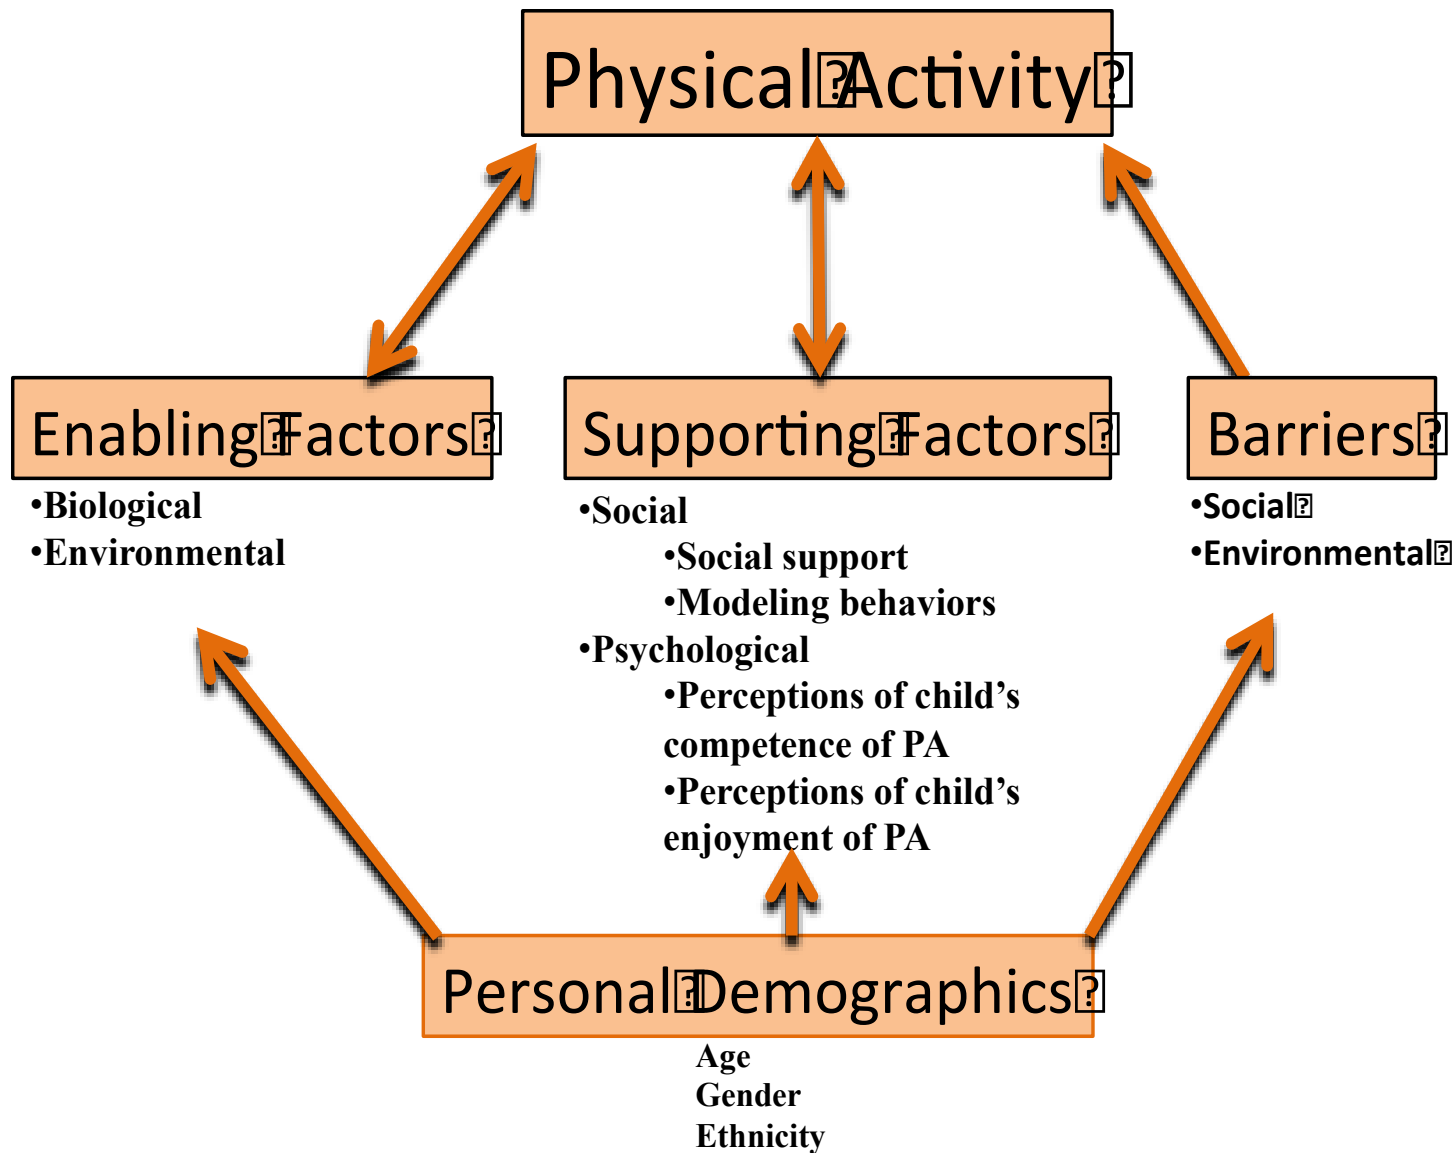 Physical Activity
Enabling Factors
Supporting Factors
Barriers
•Biological
•Environmental
•Social
•Social support
•Modeling behaviors
•Psychological
•Perceptions of child’s
competence of PA
•Perceptions of child’s
enjoyment of PA
•Social
•Environmental
Personal Demographics
Age
Gender
Ethnicity